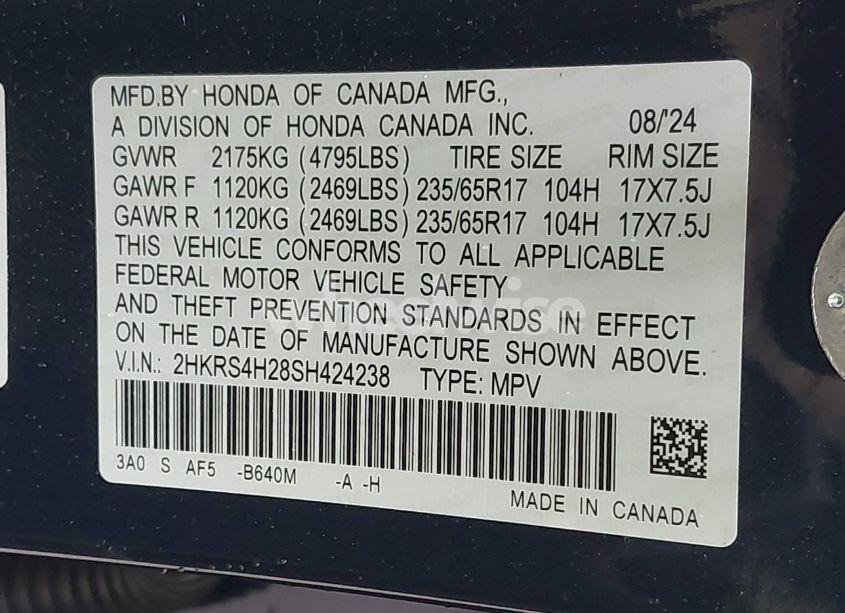 MFD.BY HONDA OF CANADA MFG.,
A DIVISION OF HONDA CANADA INC. 08/'24
GVWR 2175KG (4795LBS) TIRE SIZE RIM SIZE
GAWR F 1120KG (2469LBS) 235/65R17 104H 17X7.5J
GAWR R 1120KG (2469LBS) 235/65R17 104H 17X7.5J
THIS VEHICLE CONFORMS TO ALL APPLICABLE
FEDERAL MOTOR VEHICLE SAFETY
AND THEFT PREVENTION STANDARDS IN EFFECT
ON THE DATE OF MANUFACTURE SHOWN ABOVE.
V.I.N.: 2HKRS4H28SH424238 TYPE: MPV
3A0 S AF5 -B640M -A -H
MADE IN CANADA